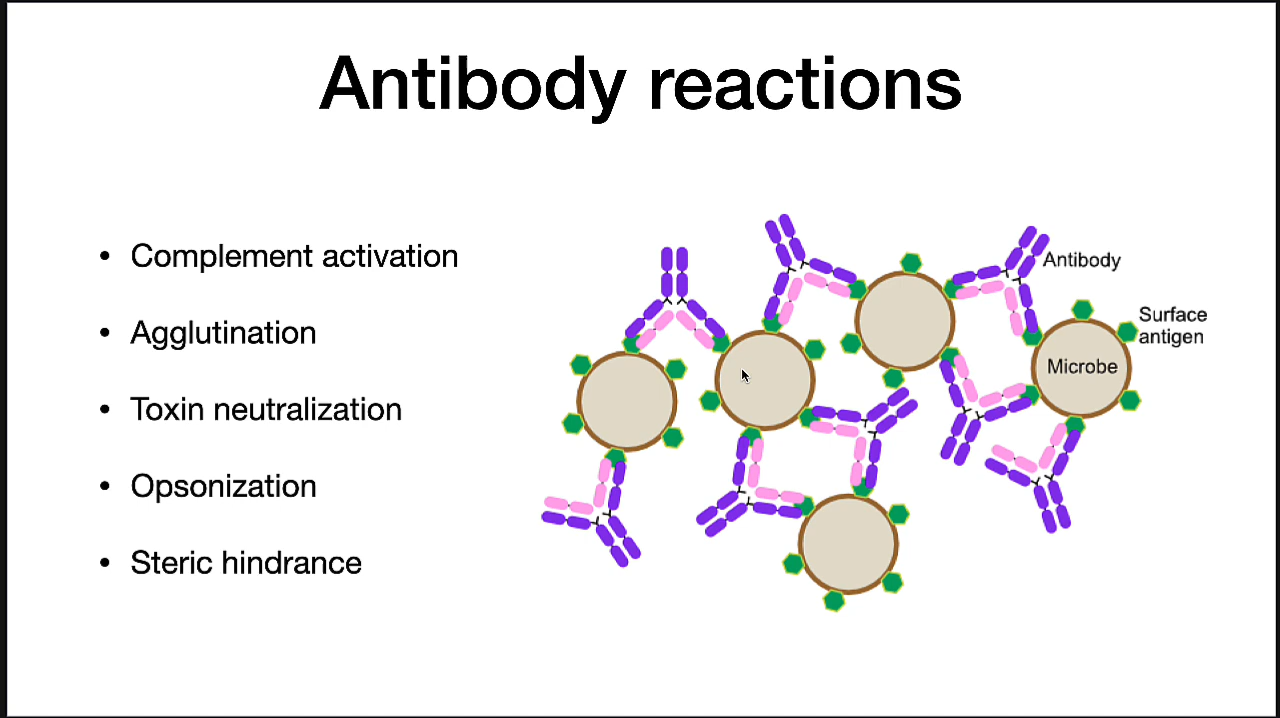 Antibody reactions
• Complement activation
• Agglutination
• Toxin neutralization
• Opsonization
• Steric hindrance
Antibody
Surface
antigen
Microbe